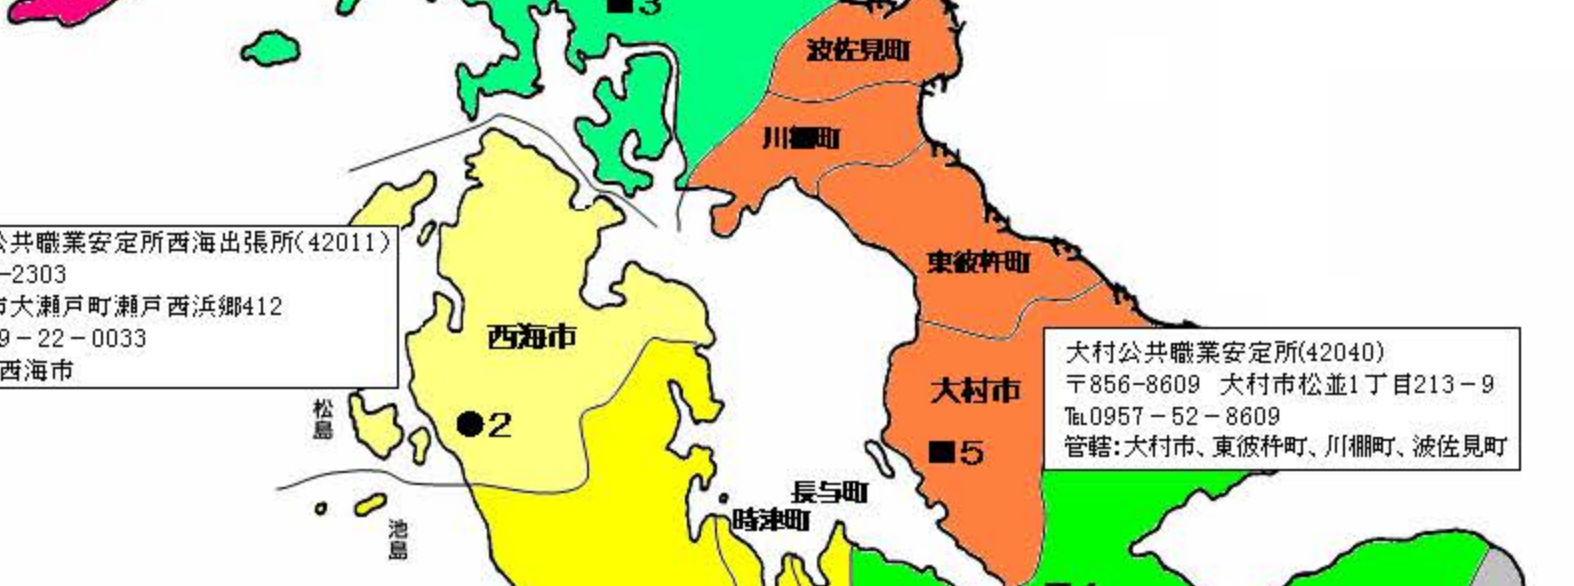 ■3
波佐見町
川棚町
東彼杵町
公共職業安定所西海出張所(42011)
-2303
市大瀬戸町瀬戸西浜郷412
9-22-0033
西海市
西海市
大村公共職業安定所(42040)
〒856-8609 大村市松並1丁目213-9
℡0957-52-8609
管轄:大村市、東彼杵町、川棚町、波佐見町
大村市
松島
●2
■5
長与町
時津町
池島